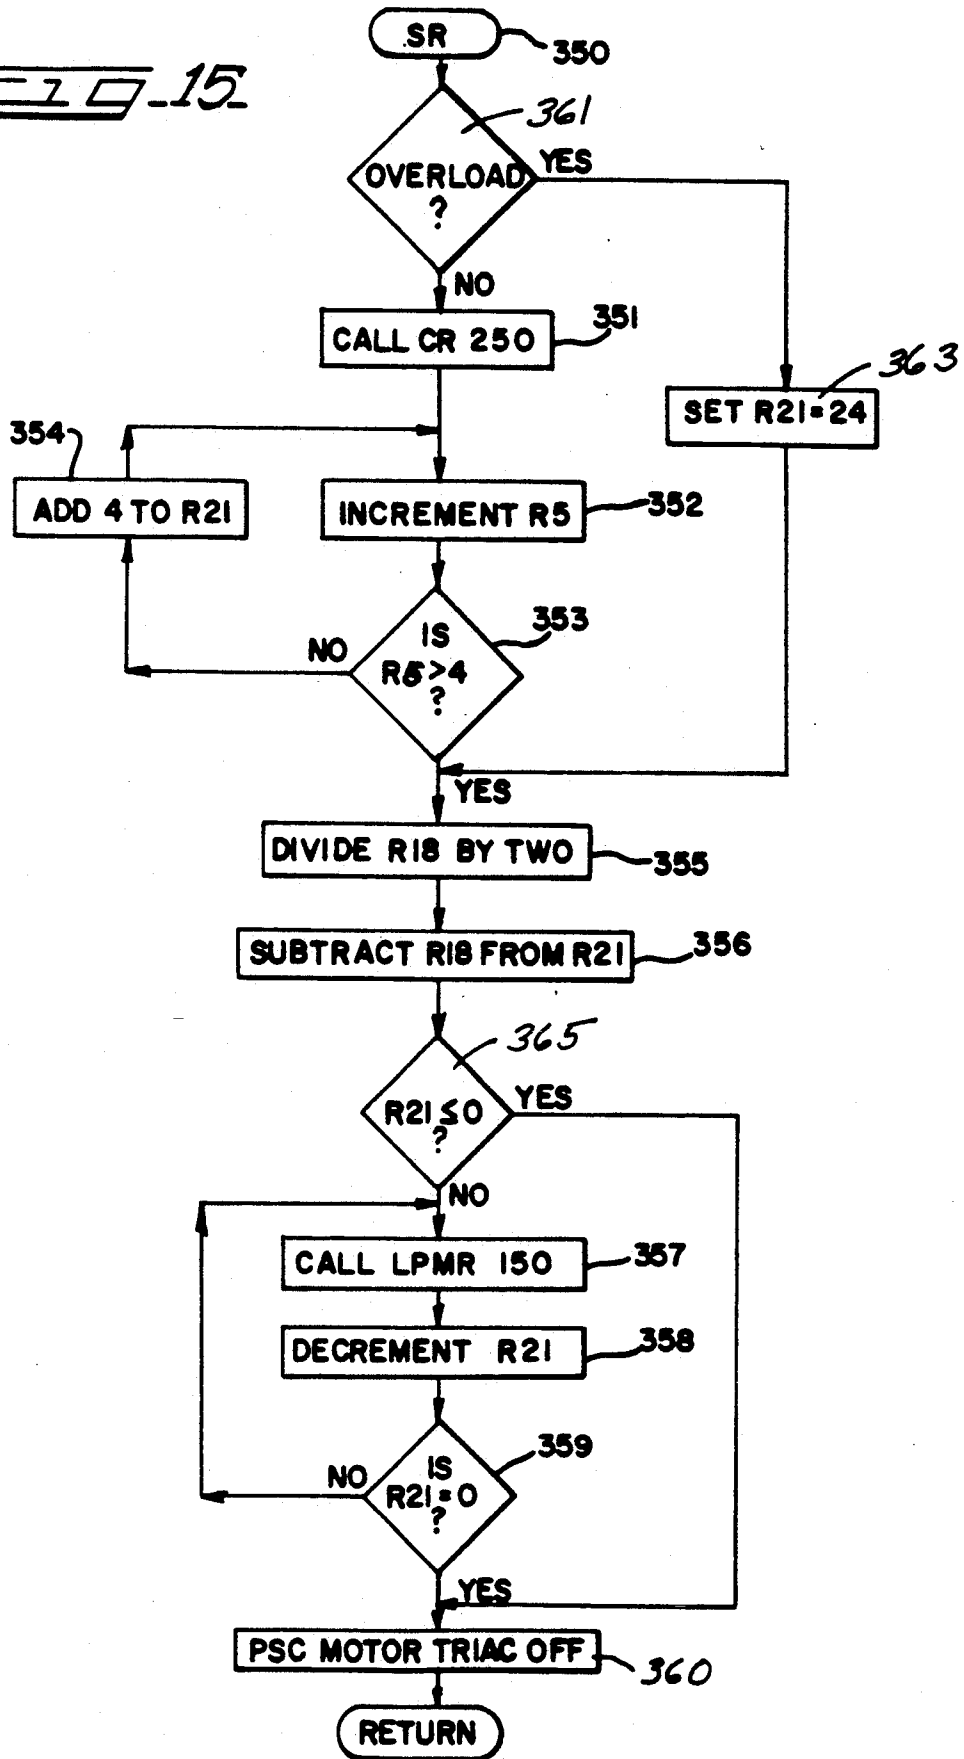 SR
350
Fig_15
361
OVERLOAD
?
YES
NO
CALL CR 250
351
363
SET R21=24
354
ADD 4 TO R21
INCREMENT R5
352
353
IS
R5>4
?
NO
YES
DIVIDE R18 BY TWO
355
SUBTRACT R18 FROM R21
356
365
R21≤0
?
YES
NO
CALL LPMR 150
357
DECREMENT R21
358
359
IS
R21=0
?
NO
YES
PSC MOTOR TRIAC OFF
360
RETURN